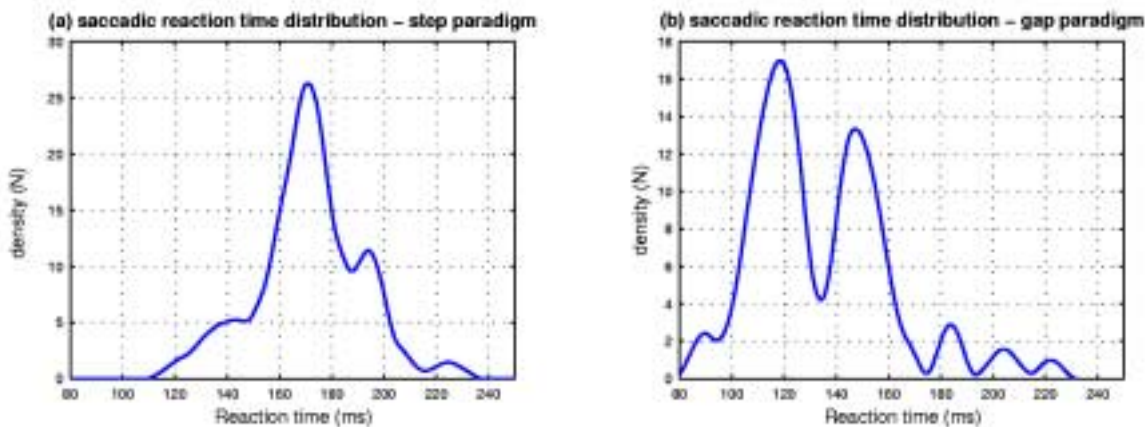 (a) saccadic reaction time distribution – step paradigm
30
25
20
15
10
5
0
density (N)
80 100 120 140 160 180 200 220 240
Reaction time (ms)
(b) saccadic reaction time distribution – gap paradigm
18
16
14
12
10
8
6
4
2
0
density (N)
80 100 120 140 160 180 200 220 240
Reaction time (ms)